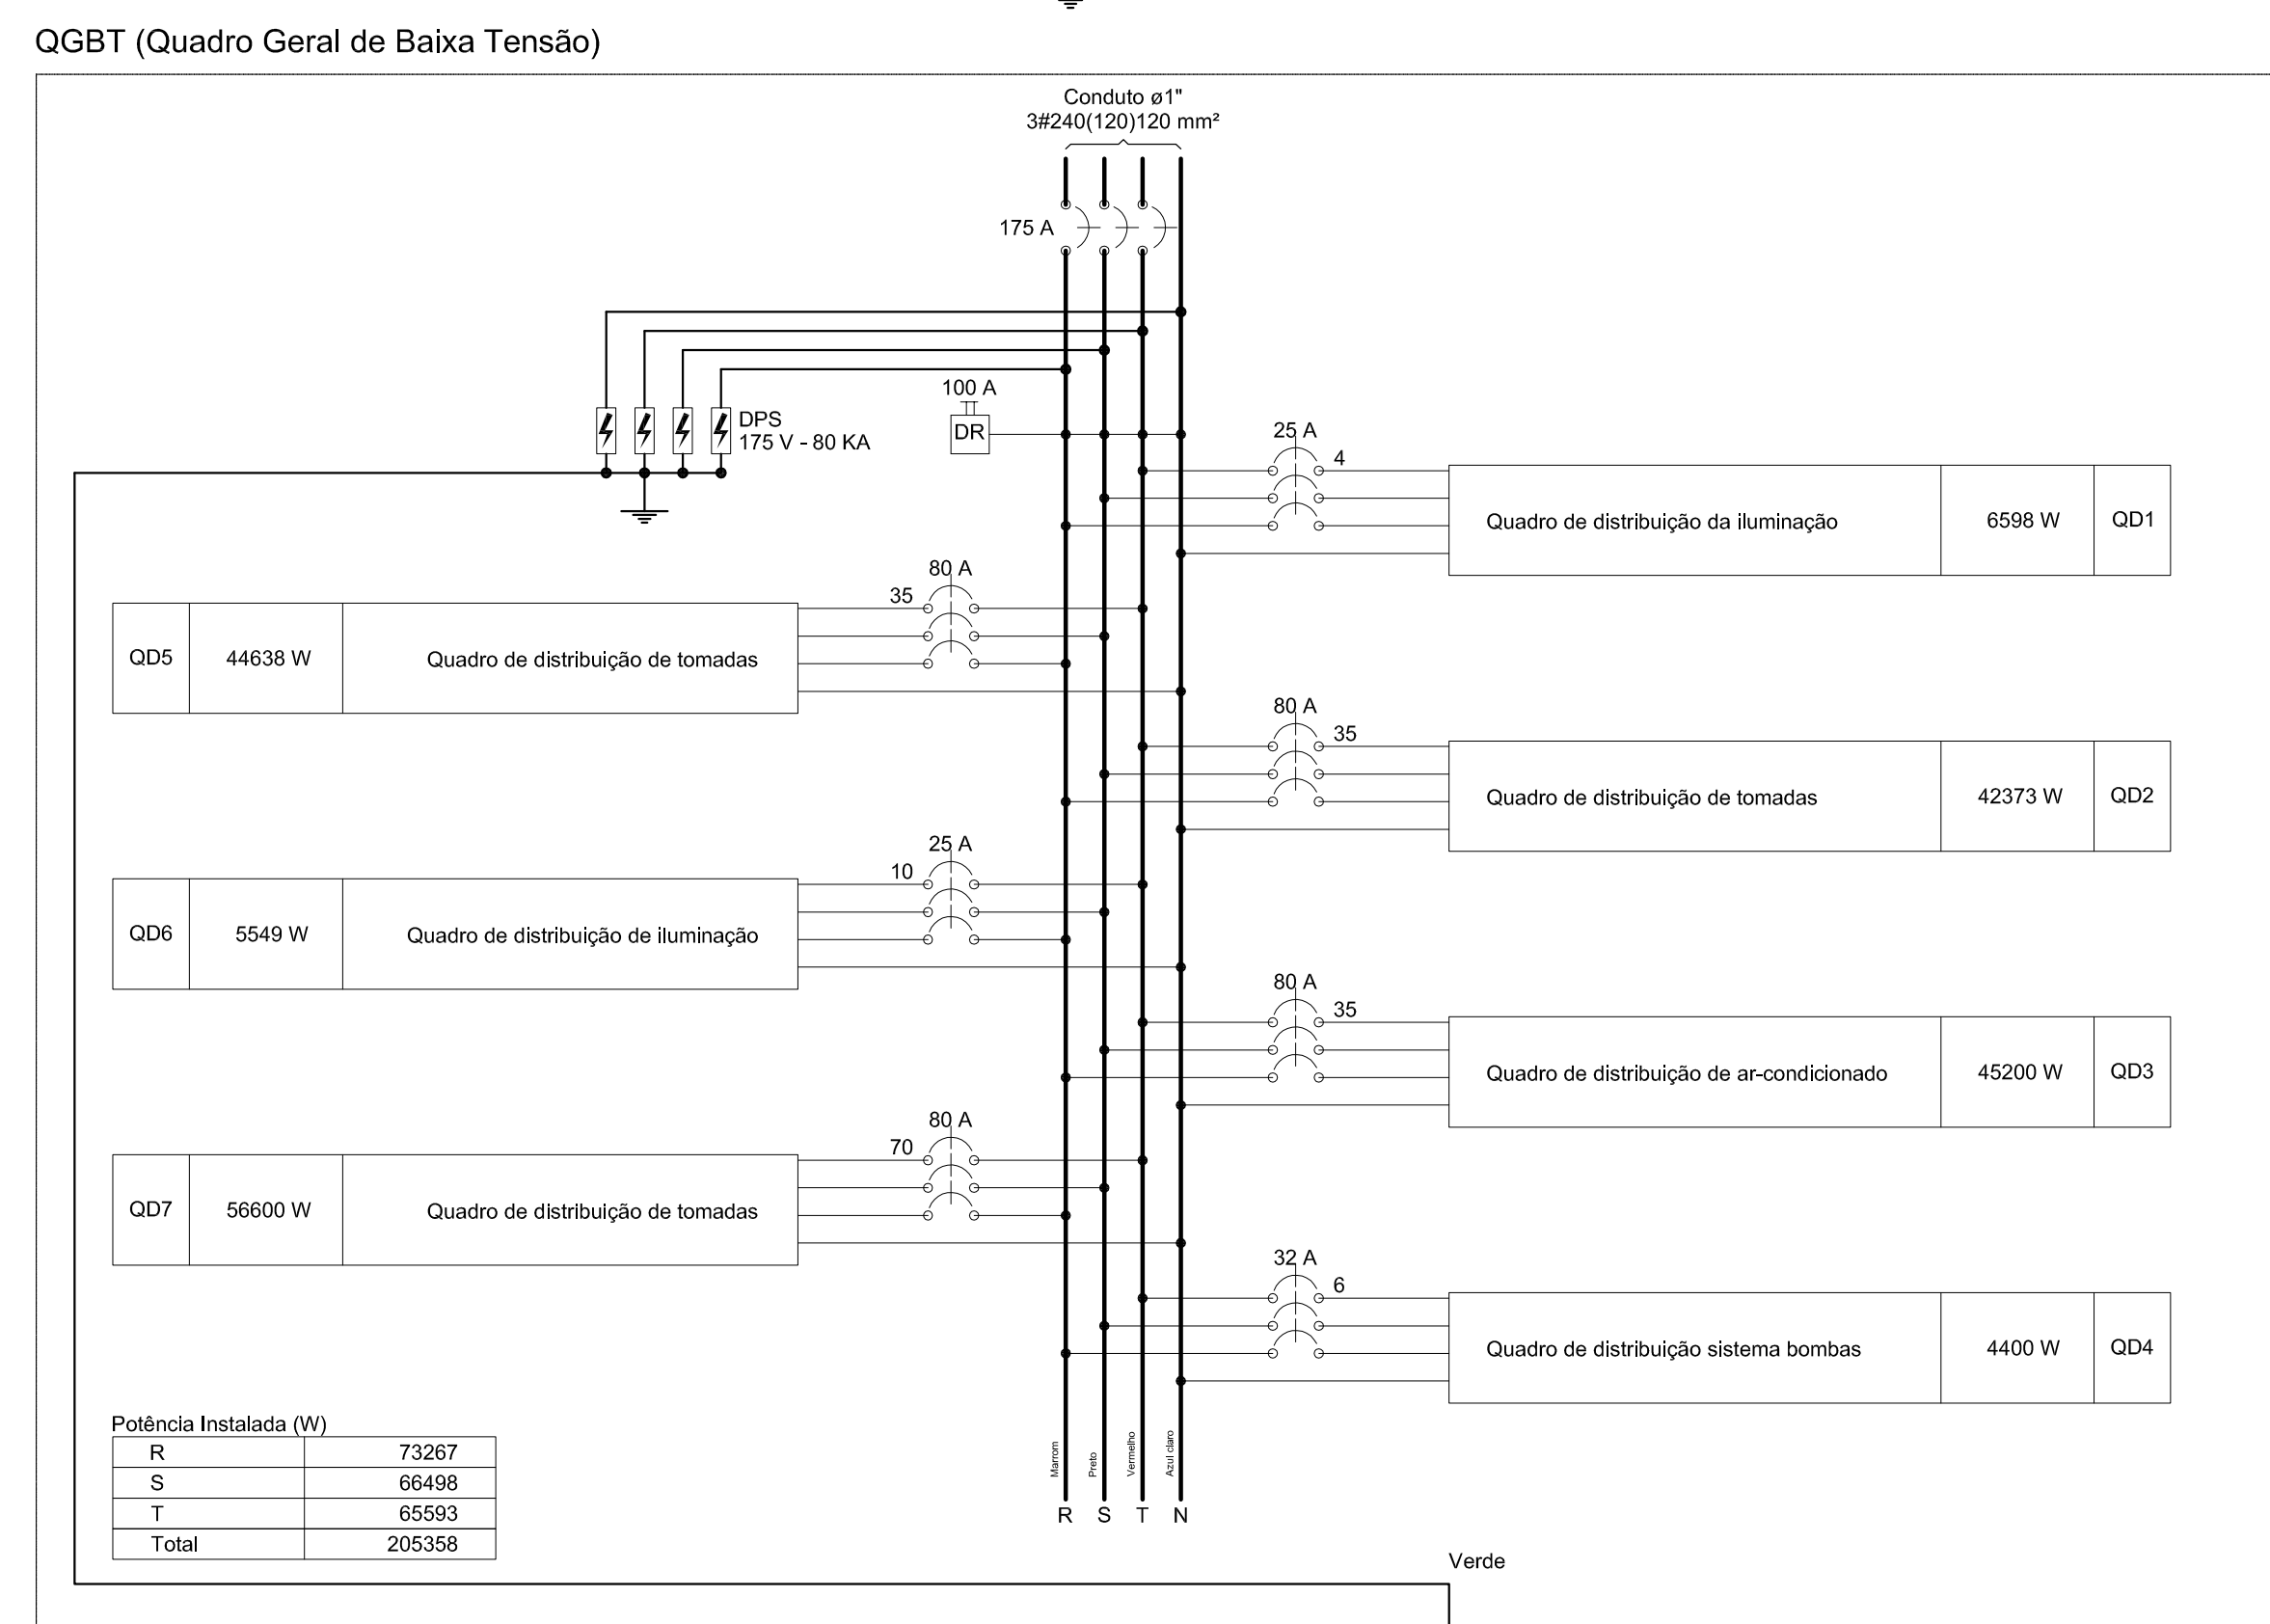 QGBT (Quadro Geral de Baixa Tensão)
Conduto ø1"
3#240(120)120 mm²
175 A
100 A
DR
DPS
175 V - 80 KA
25 A
4
Quadro de distribuição da iluminação
6598 W
QD1
80 A
35
QD5
44638 W
Quadro de distribuição de tomadas
80 A
35
Quadro de distribuição de tomadas
42373 W
QD2
25 A
10
QD6
5549 W
Quadro de distribuição de iluminação
80 A
35
Quadro de distribuição de ar-condicionado
45200 W
QD3
80 A
70
QD7
56600 W
Quadro de distribuição de tomadas
32 A
6
Quadro de distribuição sistema bombas
4400 W
QD4
Potência Instalada (W)
R 73267
S 66498
T 65593
Total 205358
Marrom
Preto
Vermelho
Azul claro
R S T N
Verde